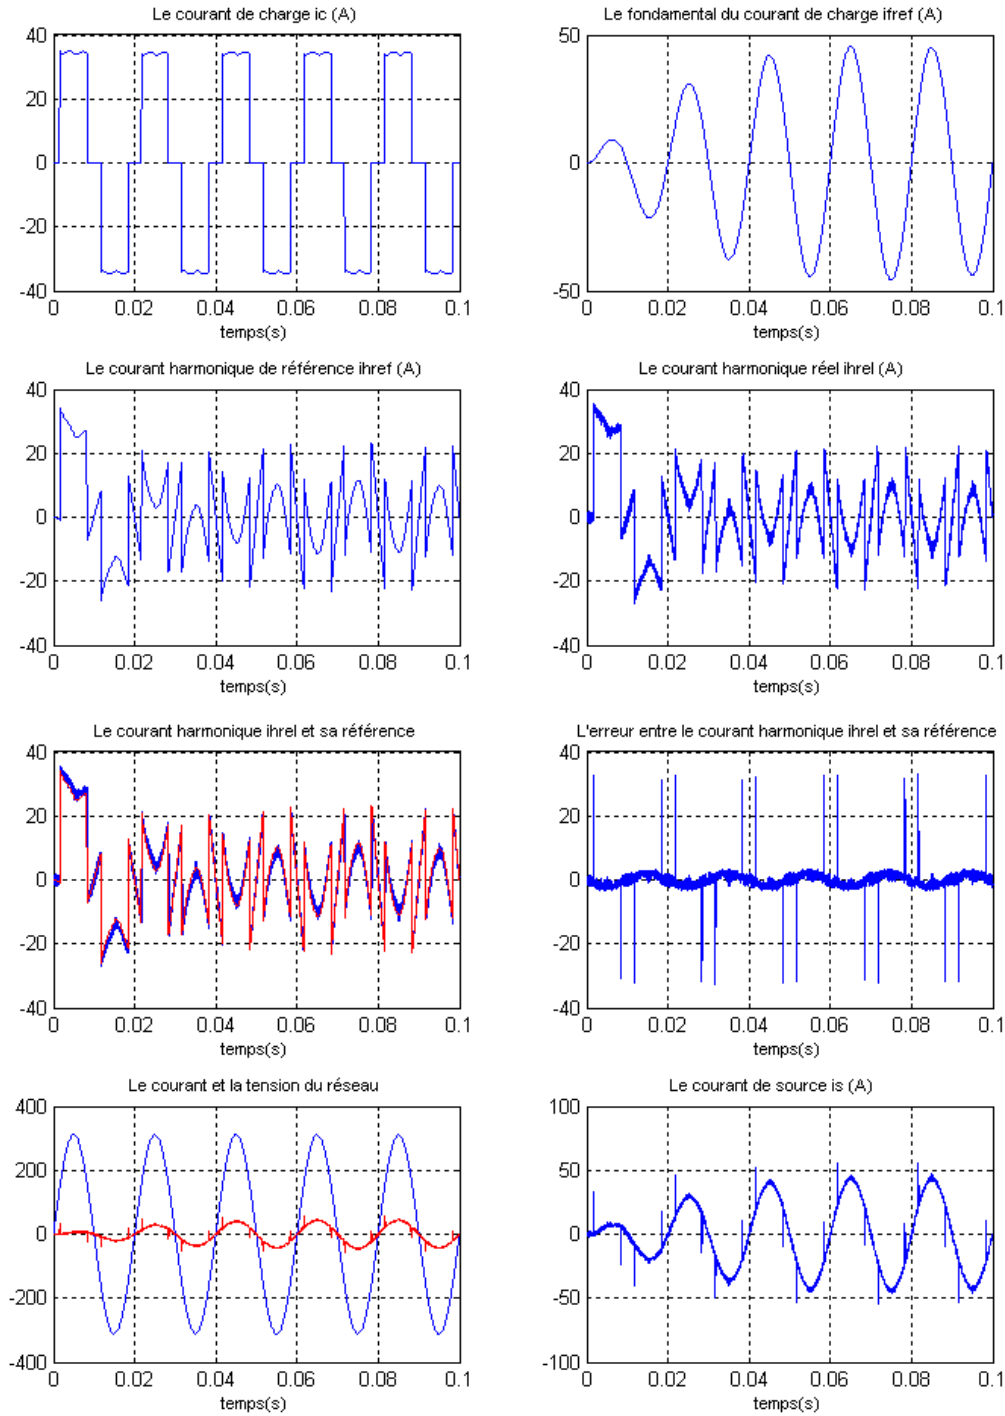 Le courant de charge ic (A)
40
20
0
-20
-40
0 0.02 0.04 0.06 0.08 0.1
temps(s)
Le fondamental du courant de charge ifref (A)
50
0
-50
0 0.02 0.04 0.06 0.08 0.1
temps(s)
Le courant harmonique de référence ihref (A)
40
20
0
-20
-40
0 0.02 0.04 0.06 0.08 0.1
temps(s)
Le courant harmonique réel ihrel (A)
40
20
0
-20
-40
0 0.02 0.04 0.06 0.08 0.1
temps(s)
Le courant harmonique ihrel et sa référence
40
20
0
-20
-40
0 0.02 0.04 0.06 0.08 0.1
temps(s)
L'erreur entre le courant harmonique ihrel et sa référence
40
20
0
-20
-40
0 0.02 0.04 0.06 0.08 0.1
temps(s)
Le courant et la tension du réseau
400
200
0
-200
-400
0 0.02 0.04 0.06 0.08 0.1
temps(s)
Le courant de source is (A)
100
50
0
-50
-100
0 0.02 0.04 0.06 0.08 0.1
temps(s)